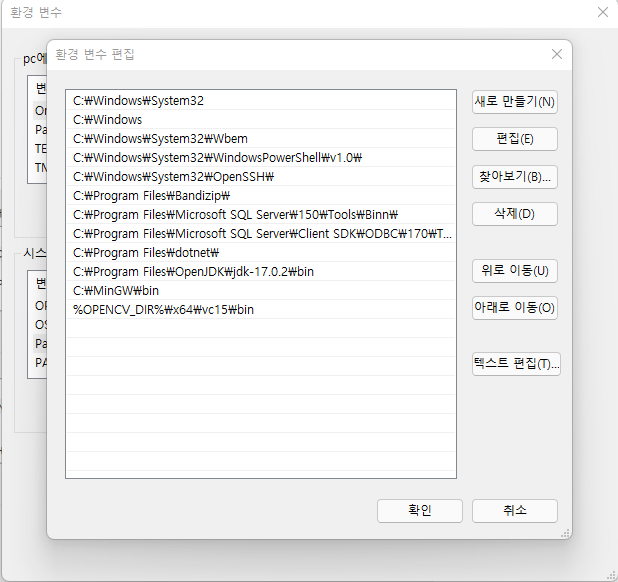 환경 변수
환경 변수 편집
pc에
변
Or
Pa
TE
TM
시스
변
OP
OS
Pa
PA
C:₩Windows₩System32
C:₩Windows
C:₩Windows₩System32₩Wbem
C:₩Windows₩System32₩WindowsPowerShell₩v1.0₩
C:₩Windows₩System32₩OpenSSH₩
C:₩Program Files₩Bandizip₩
C:₩Program Files₩Microsoft SQL Server₩150₩Tools₩Binn₩
C:₩Program Files₩Microsoft SQL Server₩Client SDK₩ODBC₩170₩T...
C:₩Program Files₩dotnet₩
C:₩Program Files₩OpenJDK₩jdk-17.0.2₩bin
C:₩MinGW₩bin
%OPENCV_DIR%₩x64₩vc15₩bin
새로 만들기(N)
편집(E)
찾아보기(B)...
삭제(D)
위로 이동(U)
아래로 이동(O)
텍스트 편집(T)...
확인
취소